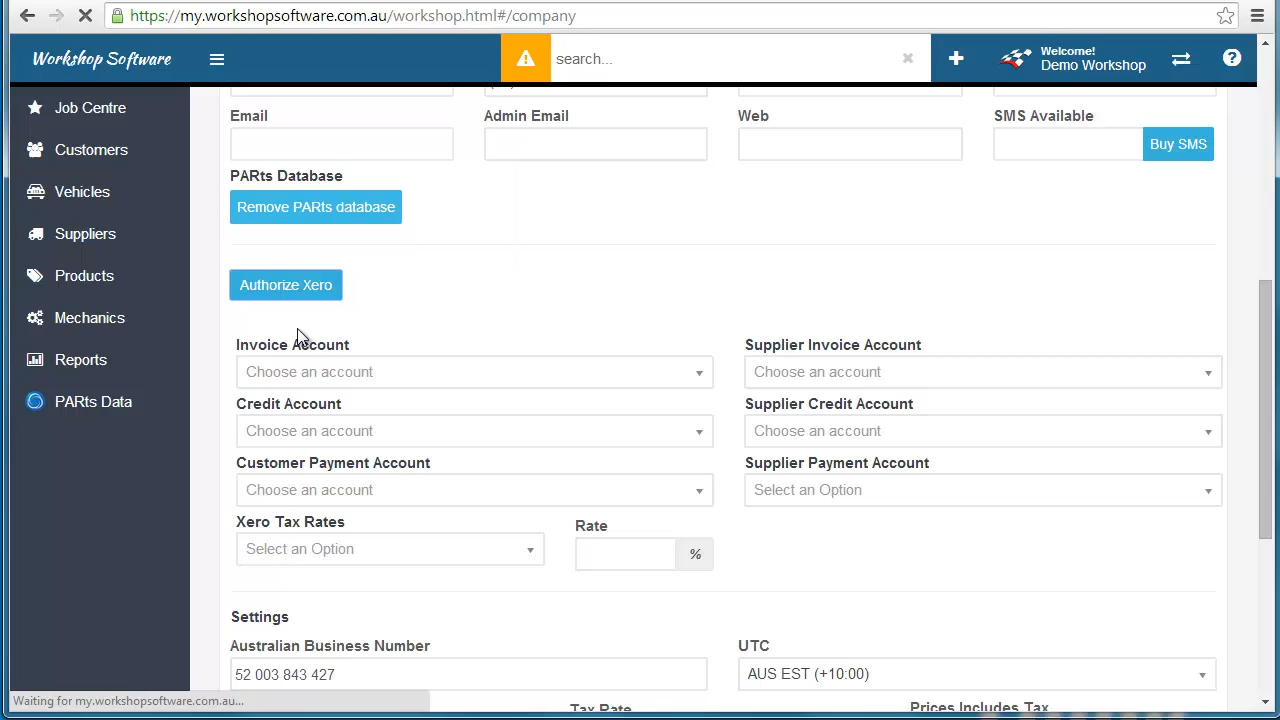 https://my.workshopsoftware.com.au/workshop.html#/company
Workshop Software
search...
Welcome!
Demo Workshop
Job Centre
Customers
Vehicles
Suppliers
Products
Mechanics
Reports
PARts Data
Email
Admin Email
Web
SMS Available
Buy SMS
PARts Database
Remove PARts database
Authorize Xero
Invoice Account
Supplier Invoice Account
Choose an account
Choose an account
Credit Account
Supplier Credit Account
Choose an account
Choose an account
Customer Payment Account
Supplier Payment Account
Choose an account
Select an Option
Xero Tax Rates
Rate
Select an Option
%
Settings
Australian Business Number
UTC
52 003 843 427
AUS EST (+10:00)
Tax Rate
Prices Includes Tax
Waiting for my.workshopsoftware.com.au...